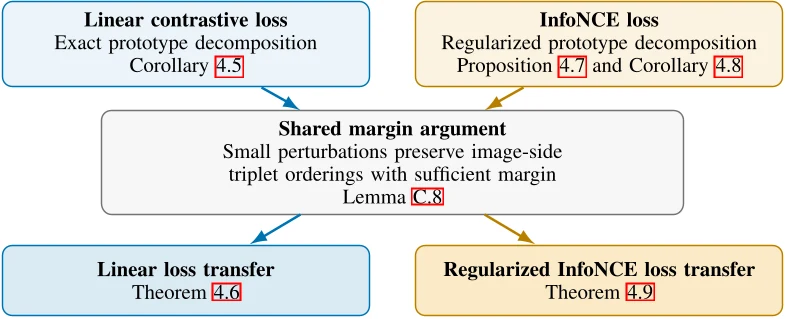 Linear contrastive loss
Exact prototype decomposition
Corollary 4.5
InfoNCE loss
Regularized prototype decomposition
Proposition 4.7 and Corollary 4.8
Shared margin argument
Small perturbations preserve image-side
triplet orderings with sufficient margin
Lemma C.8
Linear loss transfer
Theorem 4.6
Regularized InfoNCE loss transfer
Theorem 4.9